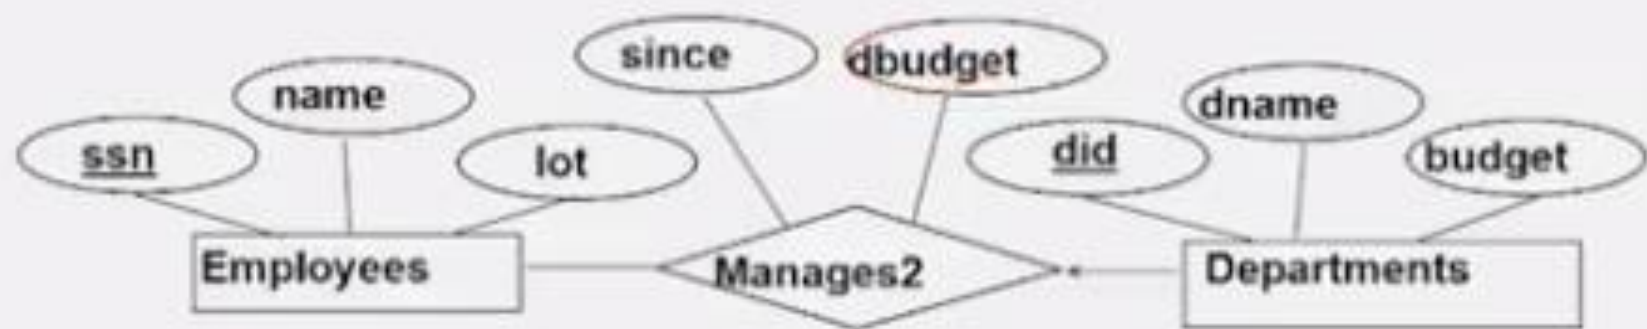 since dbudget
name dname
ssn lot did budget
Employees Manages2 Departments